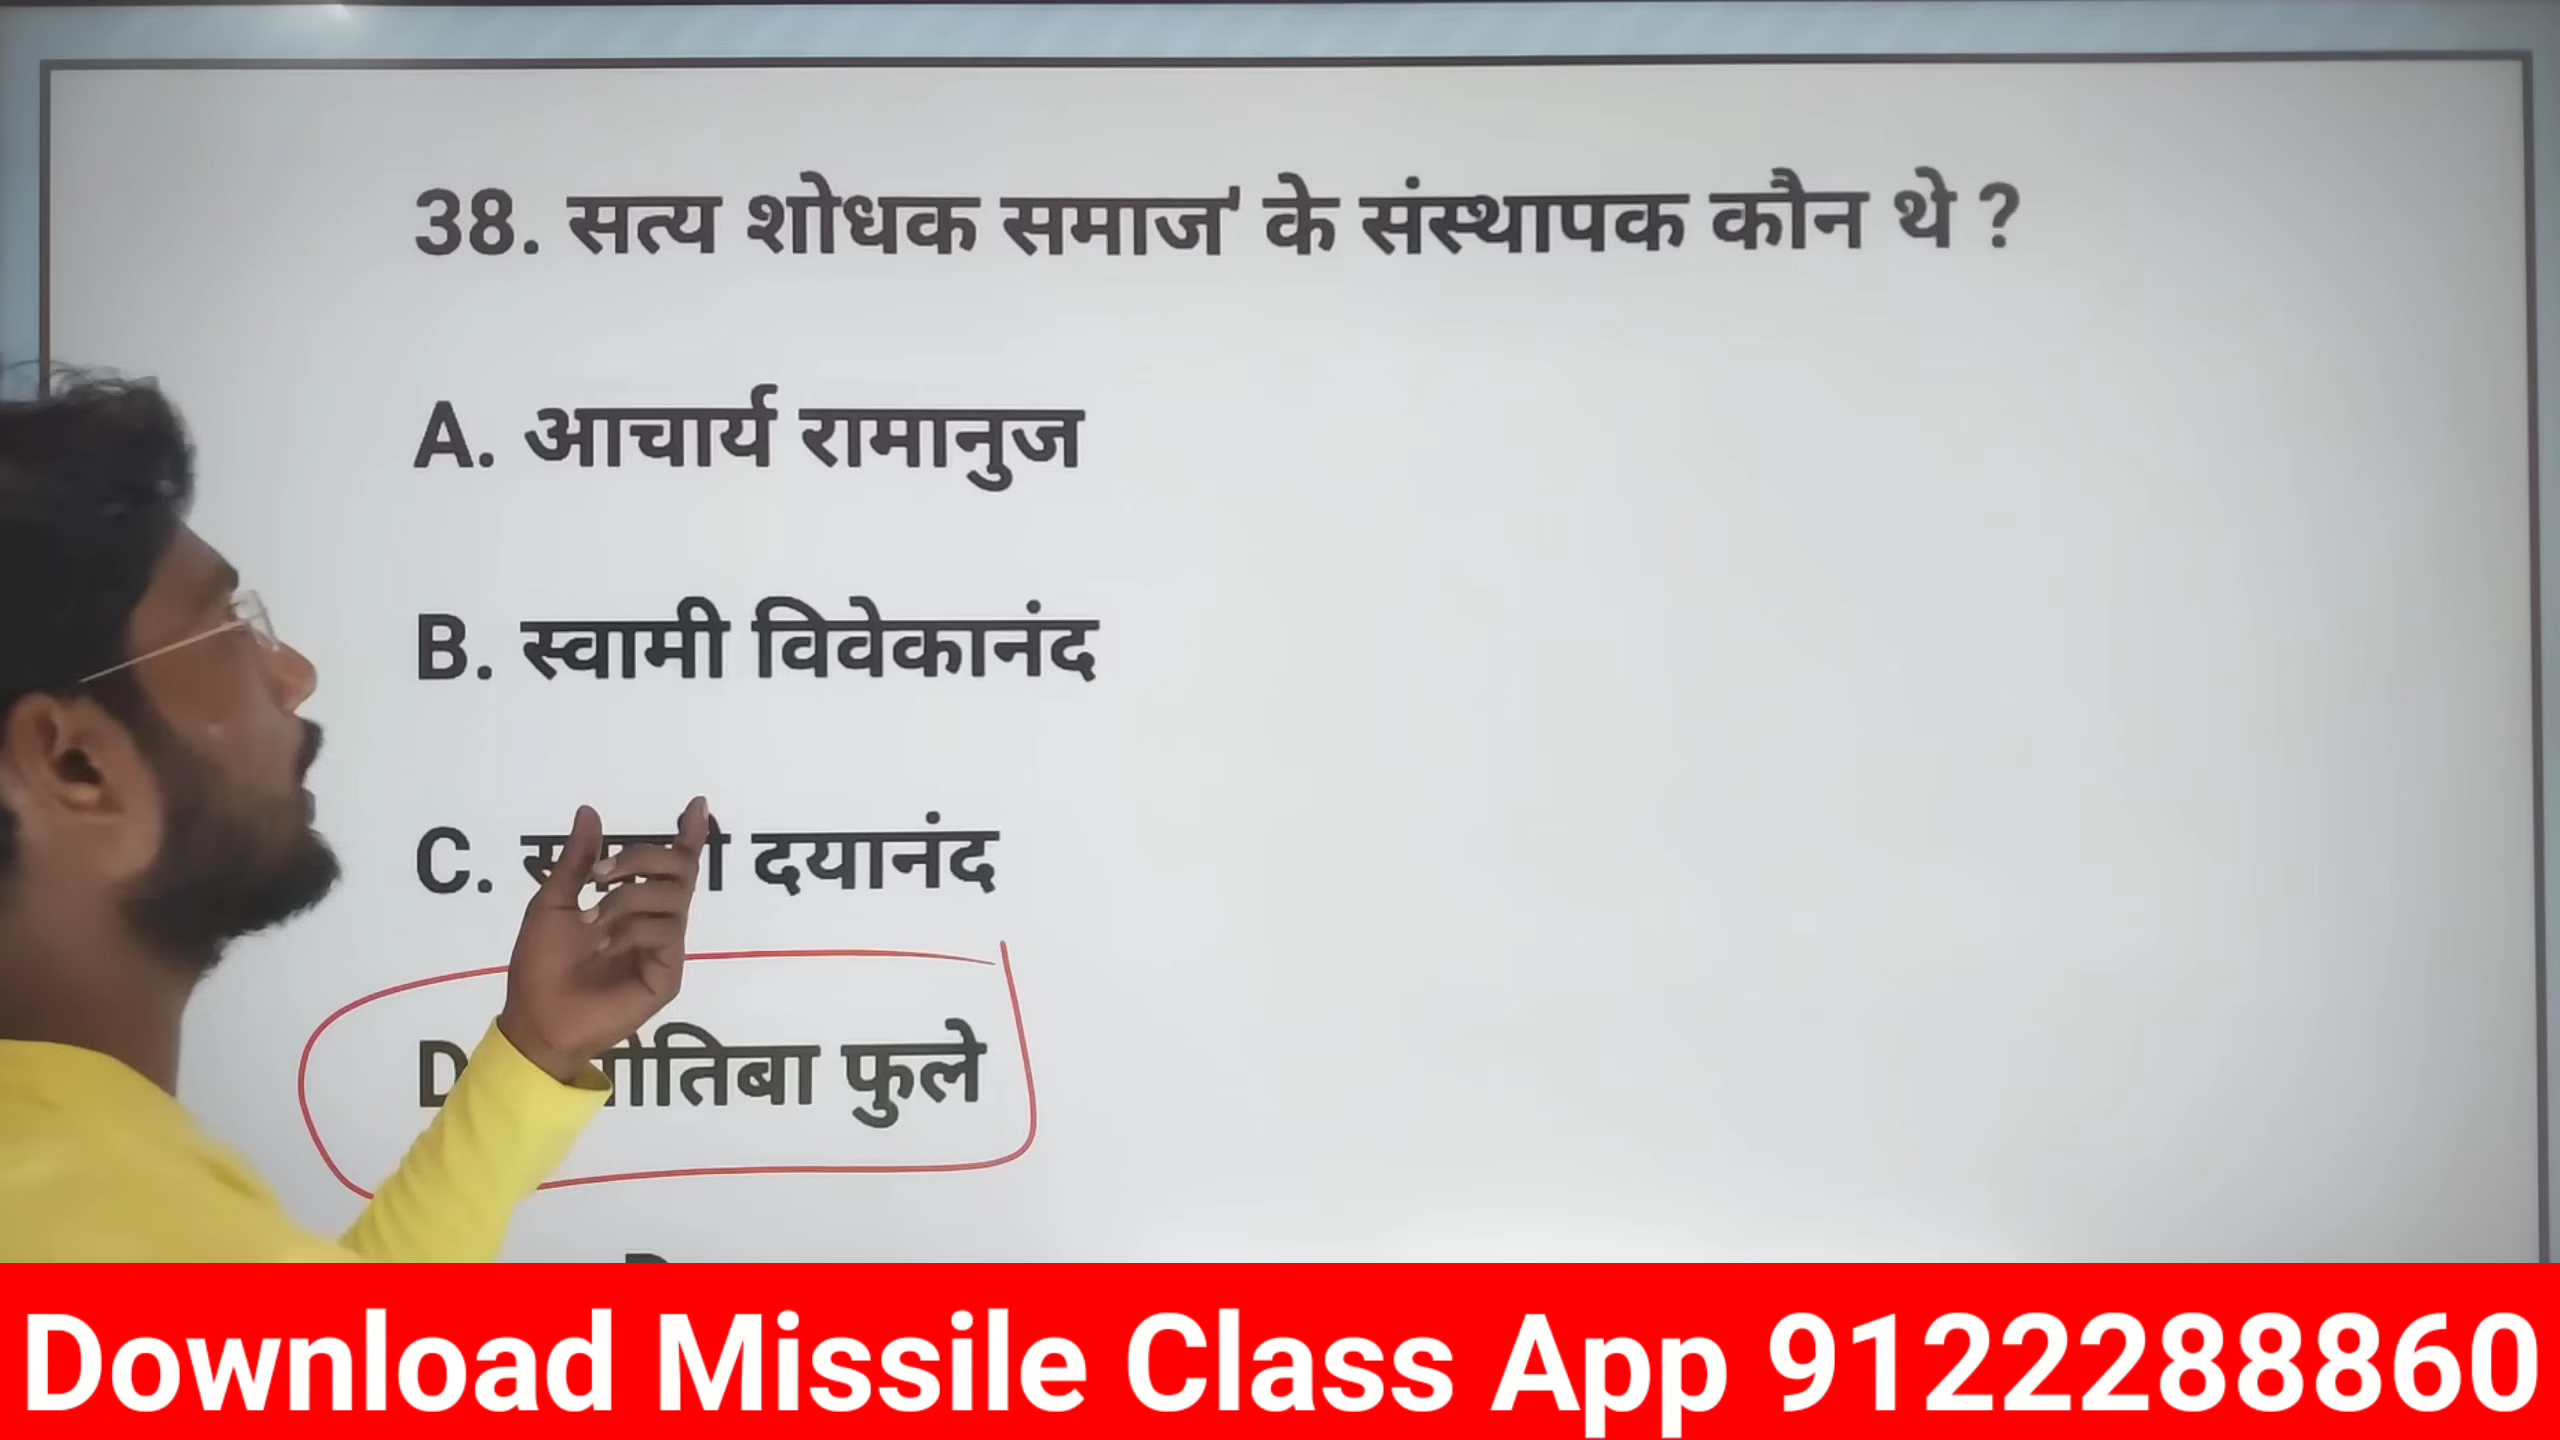 38. सत्य शोधक समाज' के संस्थापक कौन थे ?
A. आचार्य रामानुज
B. स्वामी विवेकानंद
C. दयानंद
D फुले
Download Missile Class App 9122288860